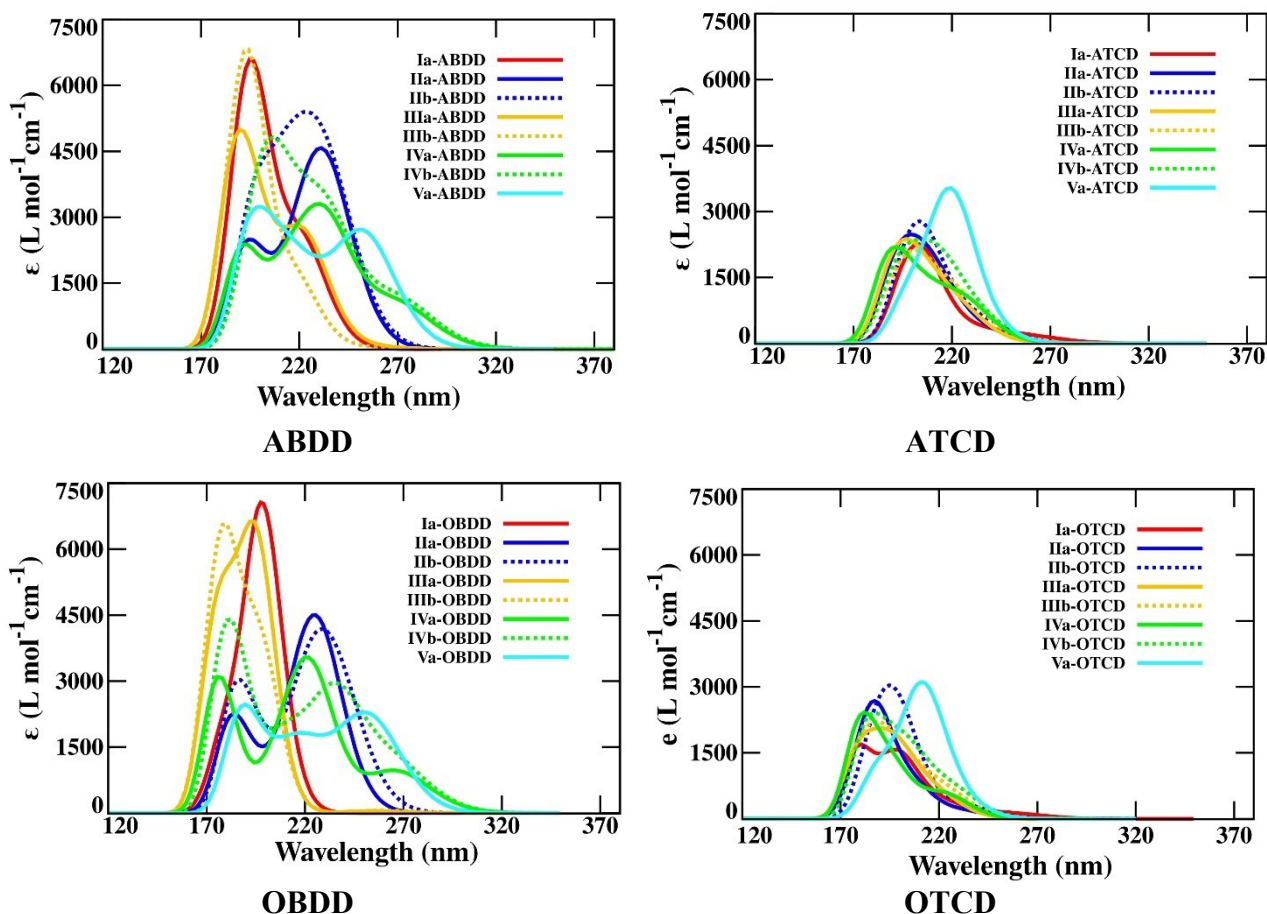 7500
6000
4500
3000
1500
0
ε (L mol⁻¹cm⁻¹)
Ia-ABDD
IIa-ABDD
IIb-ABDD
IIIa-ABDD
IIIb-ABDD
IVa-ABDD
IVb-ABDD
Va-ABDD
120 170 220 270 320 370
Wavelength (nm)
ABDD
7500
6000
4500
3000
1500
0
ε (L mol⁻¹cm⁻¹)
Ia-ATCD
IIa-ATCD
IIb-ATCD
IIIa-ATCD
IIIb-ATCD
IVa-ATCD
IVb-ATCD
Va-ATCD
120 170 220 270 320 370
Wavelength (nm)
ATCD
7500
6000
4500
3000
1500
0
ε (L mol⁻¹cm⁻¹)
Ia-OBDD
IIa-OBDD
IIb-OBDD
IIIa-OBDD
IIIb-OBDD
IVa-OBDD
IVb-OBDD
Va-OBDD
120 170 220 270 320 370
Wavelength (nm)
OBDD
7500
6000
4500
3000
1500
0
e (L mol⁻¹cm⁻¹)
Ia-OTCD
IIa-OTCD
IIb-OTCD
IIIa-OTCD
IIIb-OTCD
IVa-OTCD
IVb-OTCD
Va-OTCD
120 170 220 270 320 370
Wavelength (nm)
OTCD